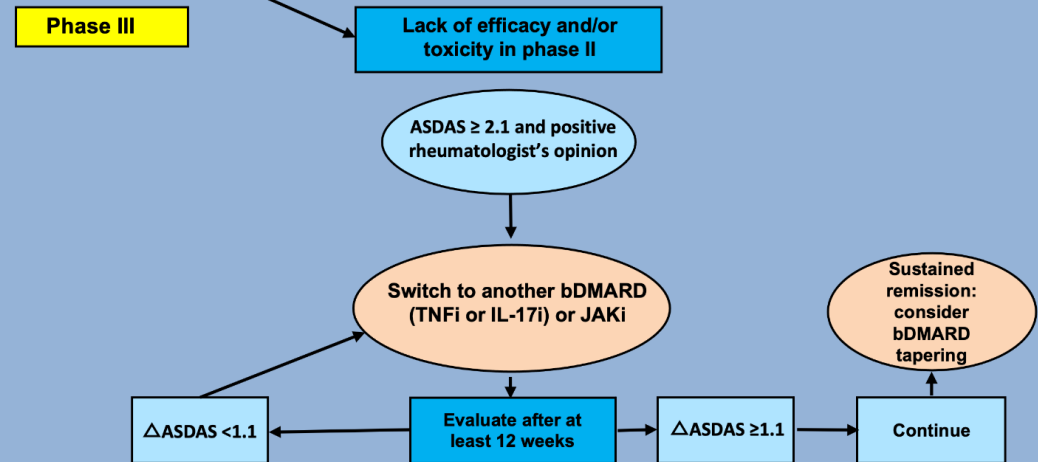 Phase III
Lack of efficacy and/or
toxicity in phase II
ASDAS ≥ 2.1 and positive
rheumatologist’s opinion
Switch to another bDMARD
(TNFi or IL-17i) or JAKi
Sustained
remission:
consider
bDMARD
tapering
△ASDAS <1.1
Evaluate after at
least 12 weeks
△ASDAS ≥1.1
Continue